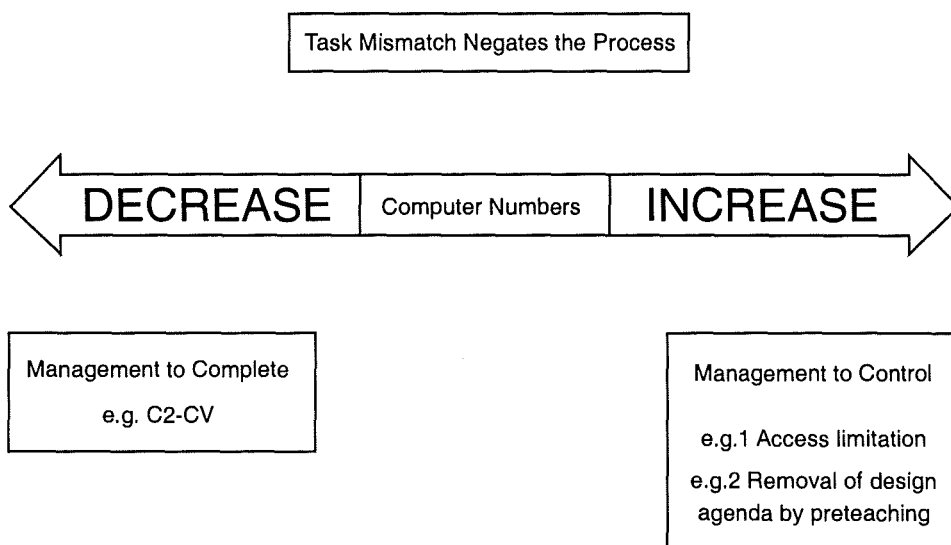 Task Mismatch Negates the Process
DECREASE Computer Numbers INCREASE
Management to Complete
e.g. C2-CV
Management to Control
e.g.1 Access limitation
e.g.2 Removal of design
agenda by preteaching